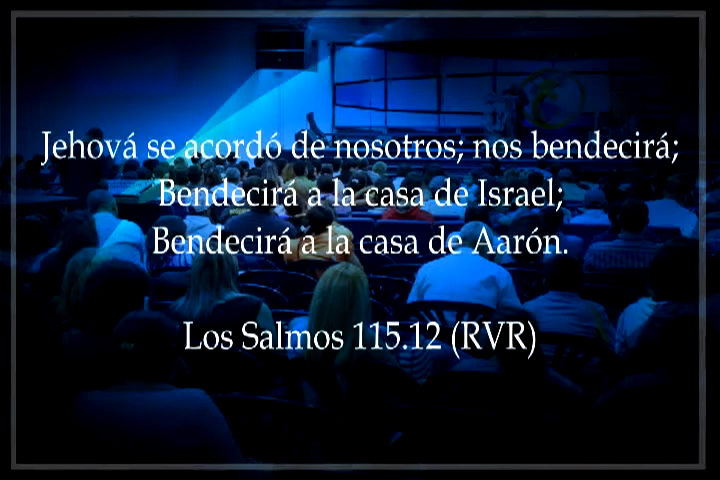 Jehová se acordó de nosotros; nos bendecirá;
Bendecirá a la casa de Israel;
Bendecirá a la casa de Aarón.
Los Salmos 115.12 (RVR)